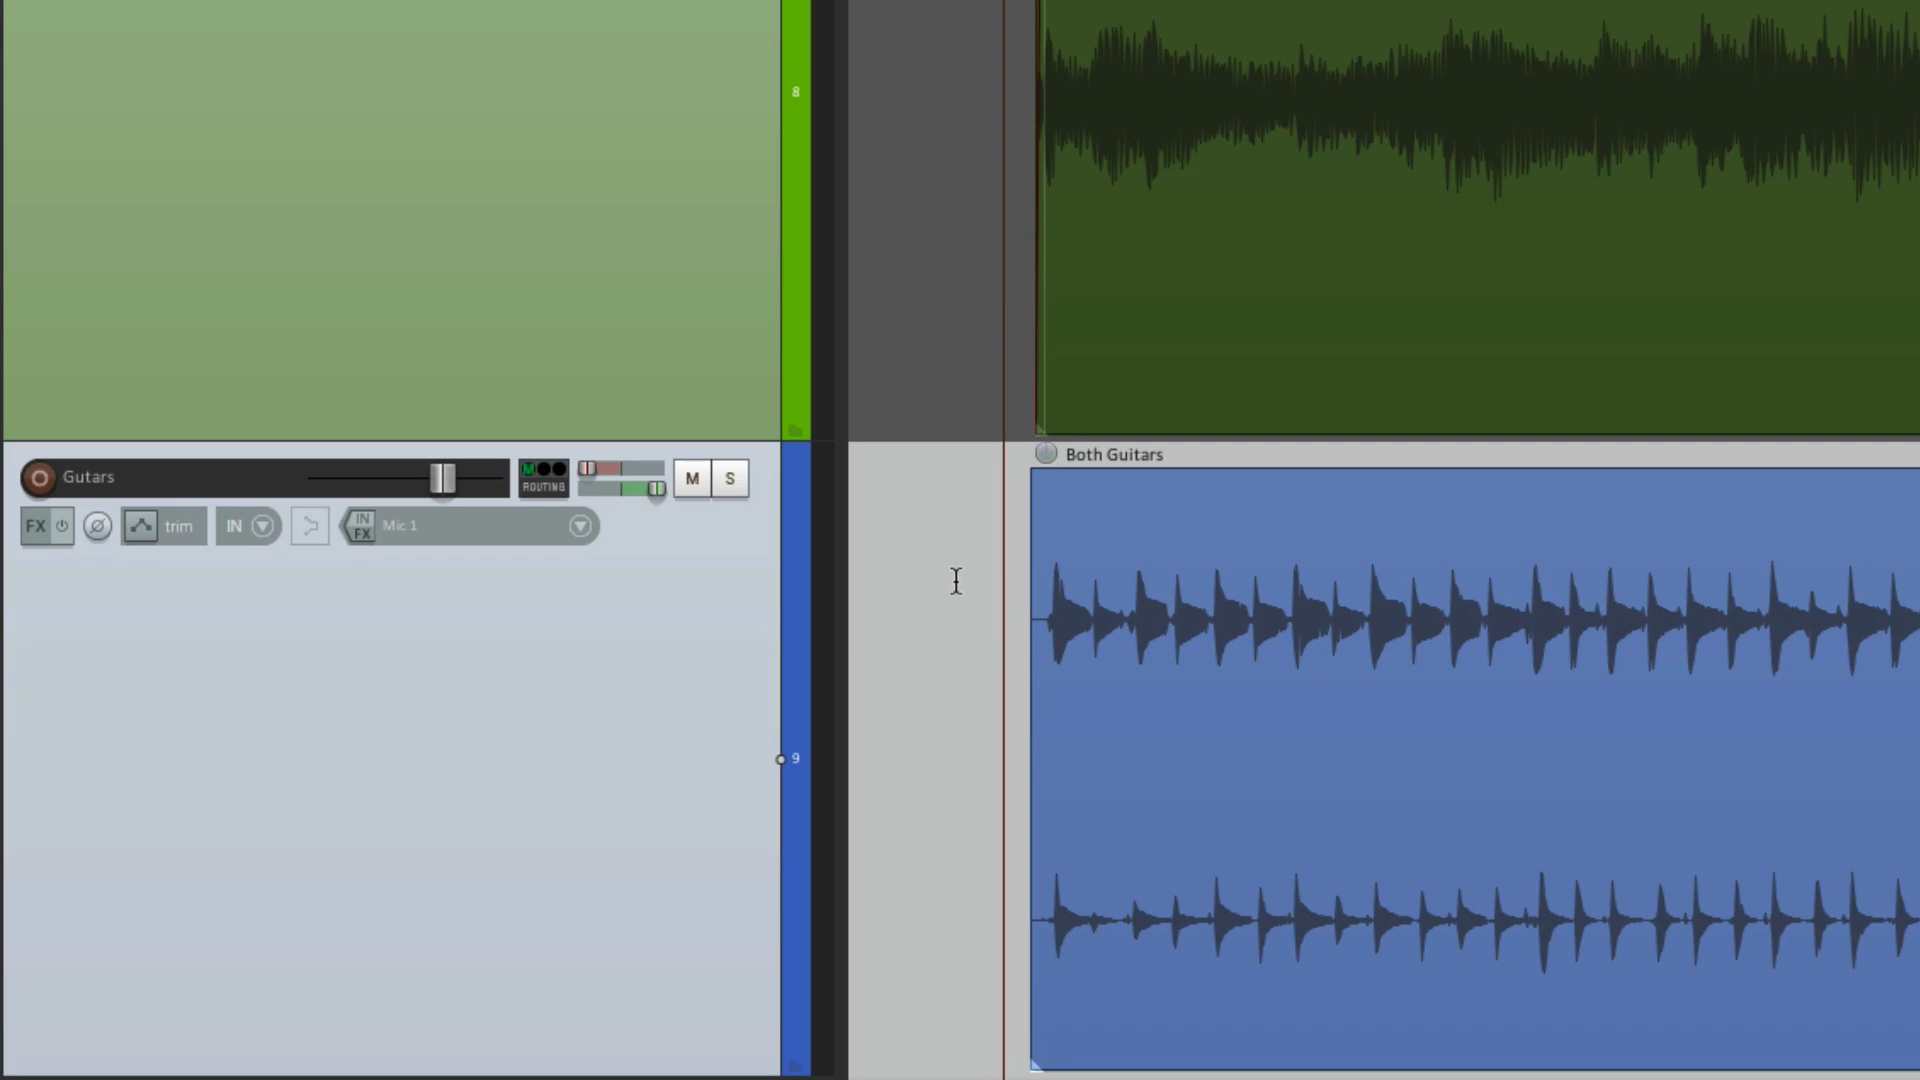 8
Both Guitars
Gutars
M
ROUTING
M
S
FX
trim
IN
IN
FX
Mic 1
9